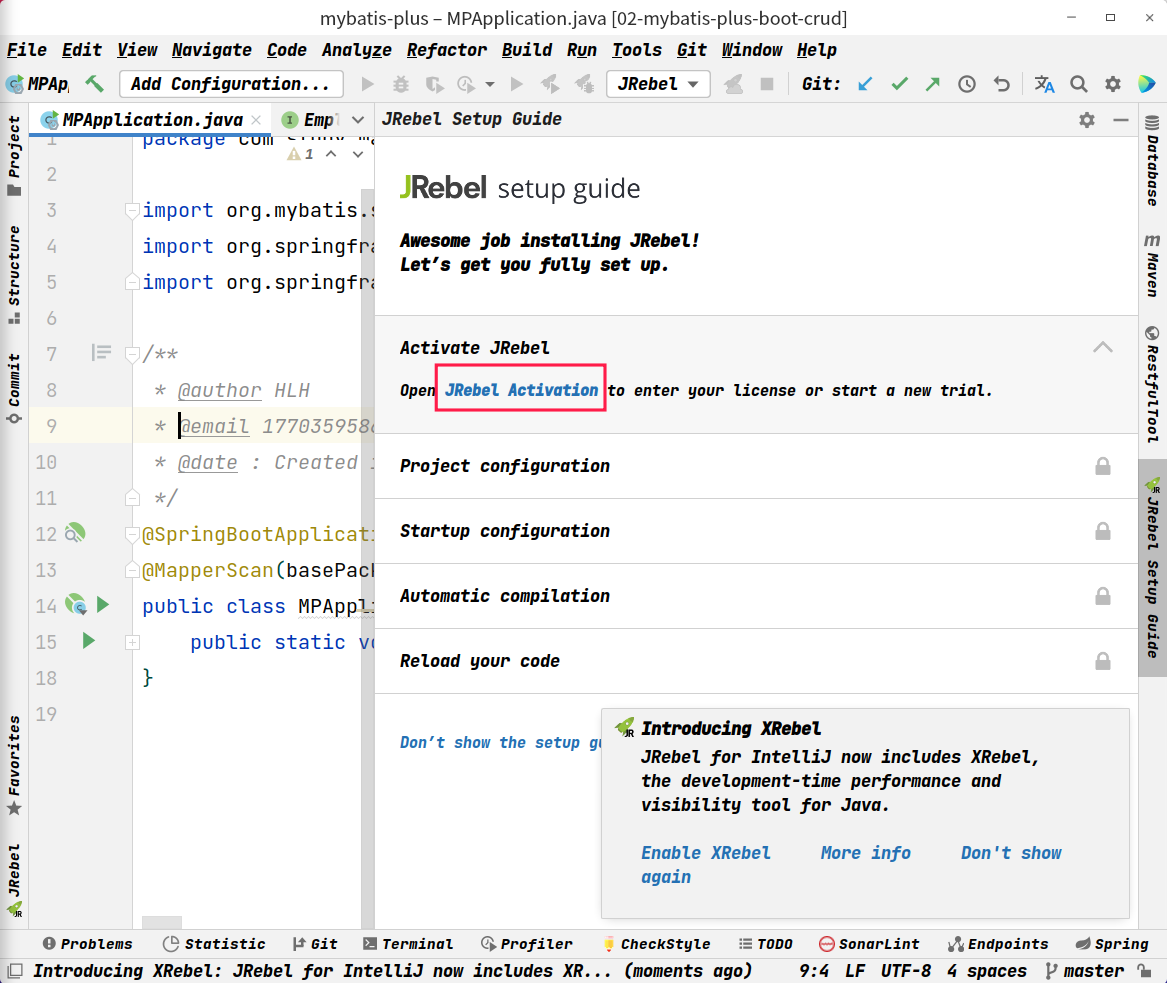 mybatis-plus – MPApplication.java [02-mybatis-plus-boot-crud]
File Edit View Navigate Code Analyze Refactor Build Run Tools Git Window Help
MPAp Add Configuration... JRebel Git:
MPApplication.java Empl
JRebel Setup Guide
Project
Structure
Commit
Favorites
JRebel
1 package com
1
2
3 import org.mybatis.s
4 import org.springfra
5 import org.springfra
6
7 /**
8 * @author HLH
9 * @email 177035958
10 * @date : Created
11 */
12 @SpringBootApplicati
13 @MapperScan(basePack
14 public class MPAppli
15 public static vo
18 }
19
JRebel setup guide
Awesome job installing JRebel!
Let’s get you fully set up.
Activate JRebel
Open JRebel Activation to enter your license or start a new trial.
Project configuration
Startup configuration
Automatic compilation
Reload your code
Don’t show the setup gu
JR Introducing XRebel
JRebel for IntelliJ now includes XRebel,
the development-time performance and
visibility tool for Java.
Enable XRebel More info Don't show
again
Database
m Maven
RestfulTool
JRebel Setup Guide
Problems Statistic Git Terminal Profiler CheckStyle TODO SonarLint Endpoints Spring
Introducing XRebel: JRebel for IntelliJ now includes XR... (moments ago) 9:4 LF UTF-8 4 spaces master